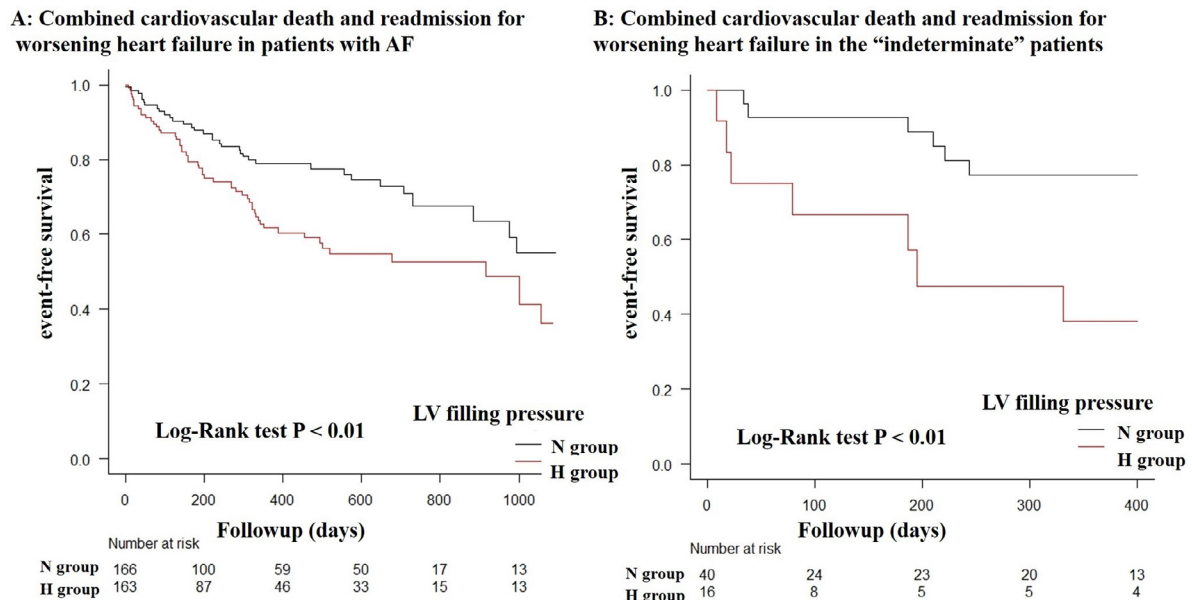 A: Combined cardiovascular death and readmission for
worsening heart failure in patients with AF
event-free survival
1.0
0.8
0.6
0.4
0.2
0.0
Log-Rank test P < 0.01
LV filling pressure
N group
H group
0 200 400 600 800 1000
Followup (days)
Number at risk
N group 166 100 59 50 17 13
H group 163 87 46 33 15 13
B: Combined cardiovascular death and readmission for
worsening heart failure in the “indeterminate” patients
event-free survival
1.0
0.8
0.6
0.4
0.2
0.0
Log-Rank test P < 0.01
LV filling pressure
N group
H group
0 100 200 300 400
Followup (days)
Number at risk
N group 40 24 23 20 13
H group 16 8 5 5 4